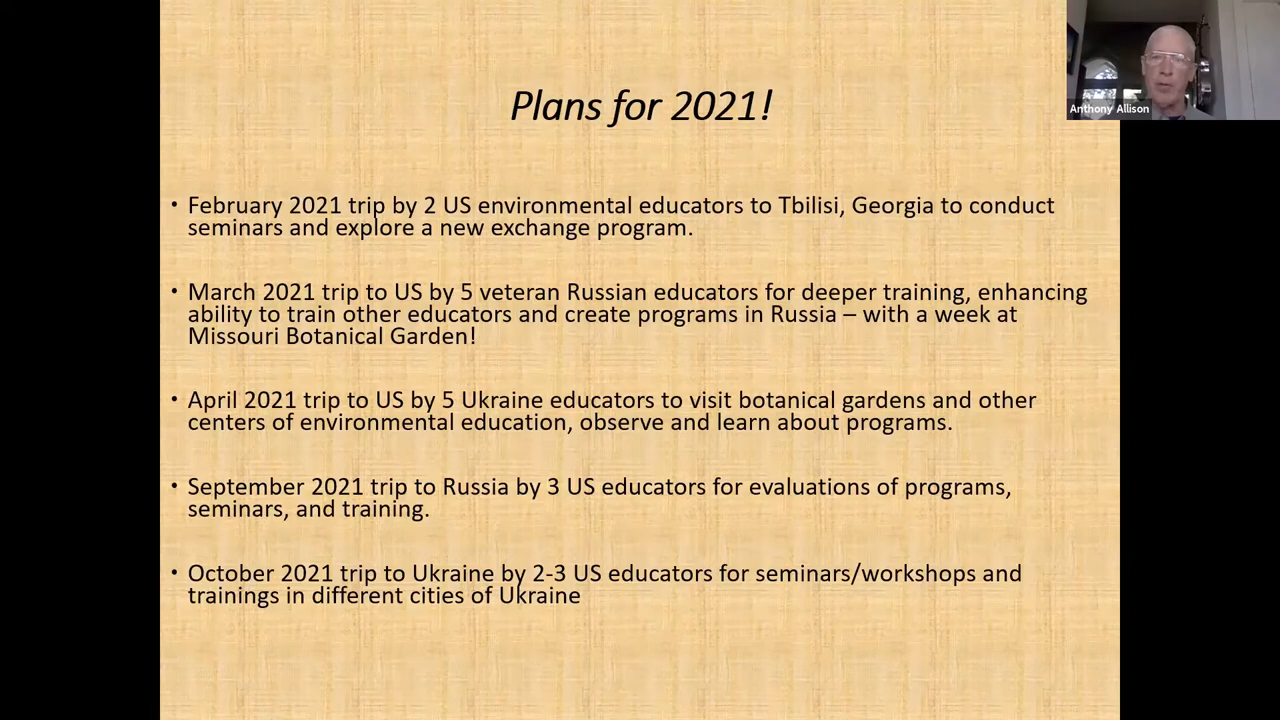 Plans for 2021!
Anthony Allison
• February 2021 trip by 2 US environmental educators to Tbilisi, Georgia to conduct
seminars and explore a new exchange program.
• March 2021 trip to US by 5 veteran Russian educators for deeper training, enhancing
ability to train other educators and create programs in Russia – with a week at
Missouri Botanical Garden!
• April 2021 trip to US by 5 Ukraine educators to visit botanical gardens and other
centers of environmental education, observe and learn about programs.
• September 2021 trip to Russia by 3 US educators for evaluations of programs,
seminars, and training.
• October 2021 trip to Ukraine by 2-3 US educators for seminars/workshops and
trainings in different cities of Ukraine